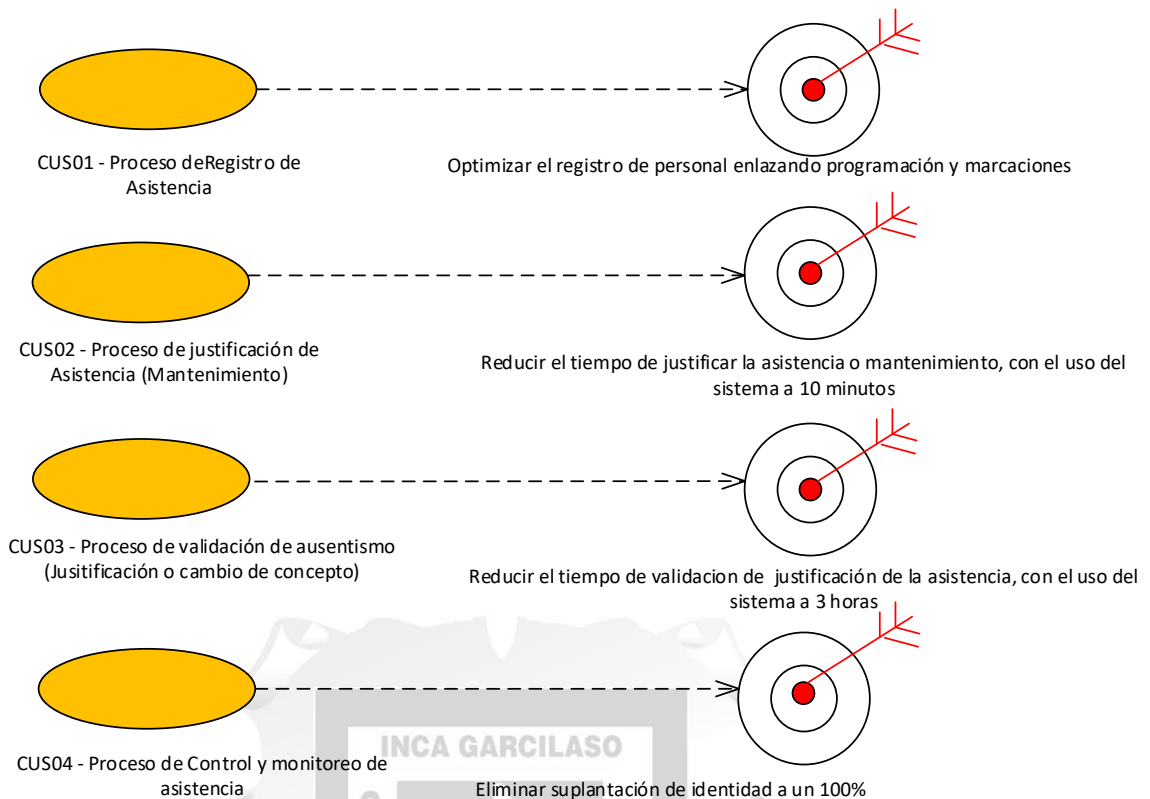 CUS01 - Proceso deRegistro de
Asistencia
Optimizar el registro de personal enlazando programación y marcaciones
CUS02 - Proceso de justificación de
Asistencia (Mantenimiento)
Reducir el tiempo de justificar la asistencia o mantenimiento, con el uso del
sistema a 10 minutos
CUS03 - Proceso de validación de ausentismo
(Jusitificación o cambio de concepto)
Reducir el tiempo de validacion de justificación de la asistencia, con el uso del
sistema a 3 horas
INCA GARCILASO
CUS04 - Proceso de Control y monitoreo de
asistencia
Eliminar suplantación de identidad a un 100%